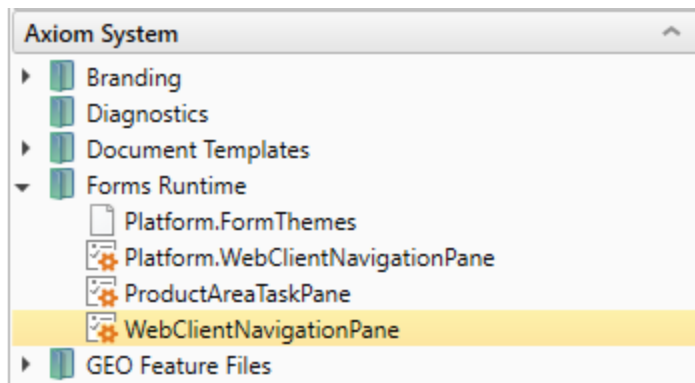 Axiom System
Branding
Diagnostics
Document Templates
Forms Runtime
Platform.FormThemes
Platform.WebClientNavigationPane
ProductAreaTaskPane
WebClientNavigationPane
GEO Feature Files